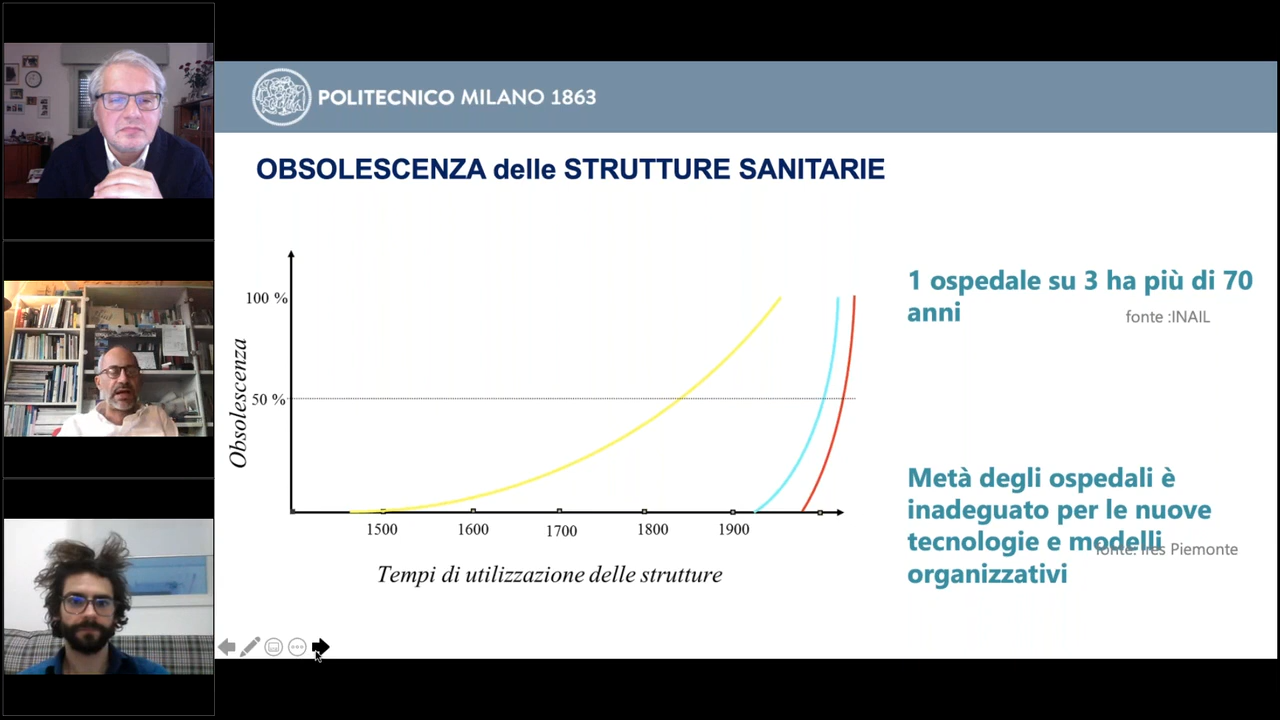 POLITECNICO MILANO 1863
OBSOLESCENZA delle STRUTTURE SANITARIE
100 %
50 %
Obsolescenza
1500
1600
1700
1800
1900
Tempi di utilizzazione delle strutture
1 ospedale su 3 ha più di 70
anni
fonte :INAIL
Metà degli ospedali è
inadeguato per le nuove
tecnologie e modelli
fonte: Ires Piemonte
organizzativi